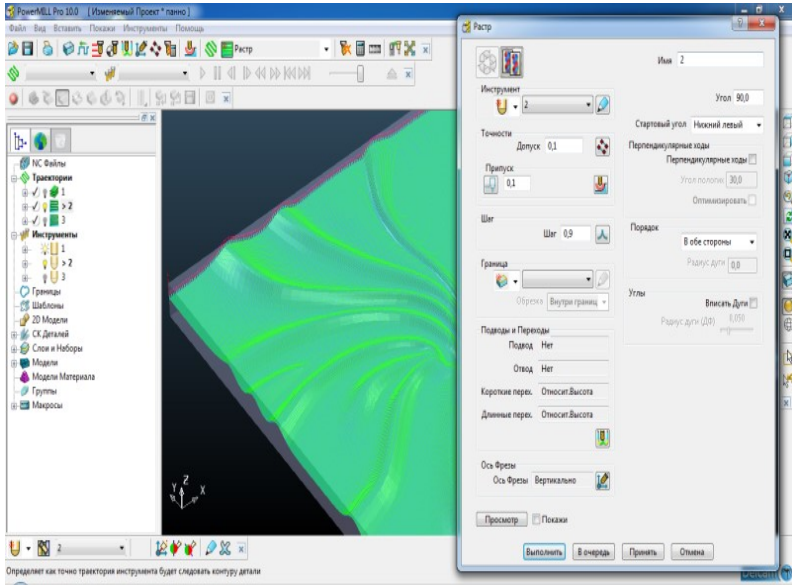 PowerMILL Pro 10.0 [ Изменяемый Проект * панно ]
Файл Вид Вставить Покажи Инструменты Помощь
Растр
NC Файлы
Траектории
1
> 2
3
Инструменты
1
> 2
3
Границы
Шаблоны
2D Модели
СК Деталей
Слои и Наборы
Модели
Модели Материала
Группы
Макросы
Z
Y
X
2
Определяет как точно траектория инструмента будет следовать контуру детали
Растр
Имя 2
Инструмент
2
Угол 90,0
Стартовый угол Нижний левый
Точности
Допуск 0,1
Перпендикулярные ходы
Перпендикулярные ходы
Припуск
0,1
Угол пологие 30,0
Оптимизировать
Шаг
Шаг 0,9
Порядок
В обе стороны
Радиус дуги 0,0
Граница
Обрезка Внутри границ
Углы
Вписать Дуги
Радиус дуги (ДФ) 0,050
Подводы и Переходы
Подвод Нет
Отвод Нет
Короткие перех. Относит.Высота
Длинные перех. Относит.Высота
Ось Фрезы
Ось Фрезы Вертикально
Просмотр Покажи
Выполнить В очередь Принять Отмена
Delcam